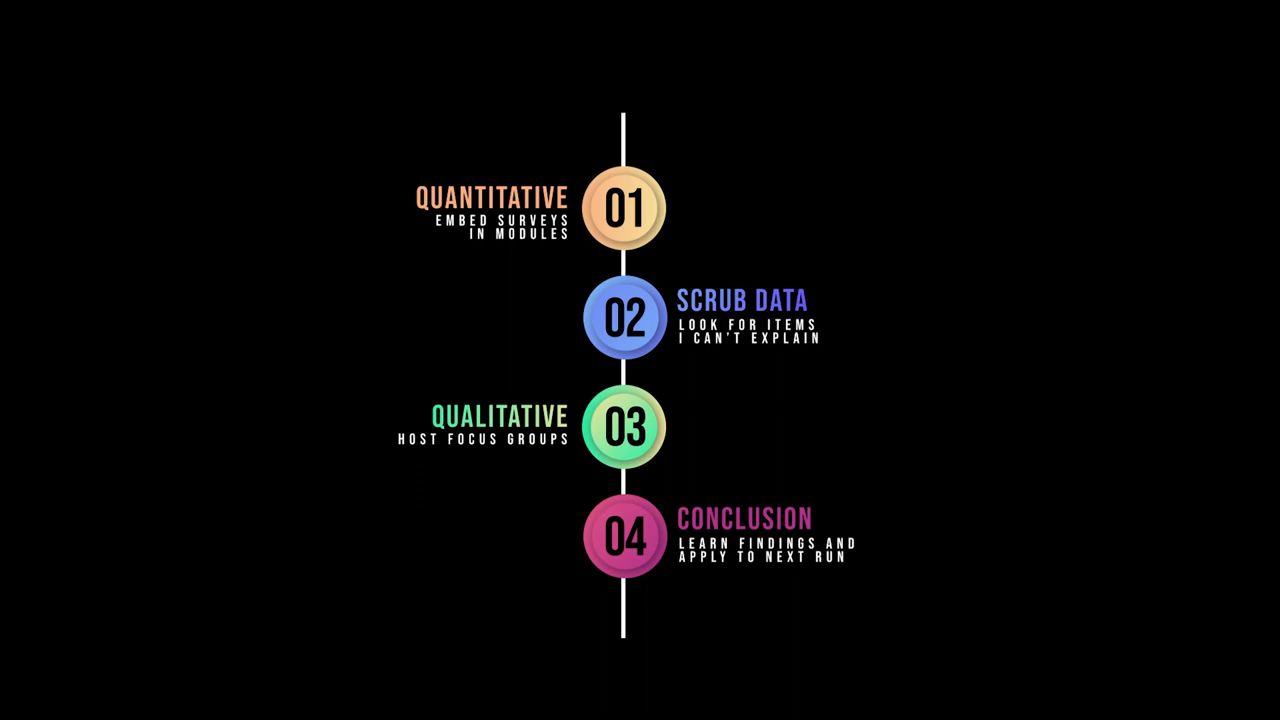 QUANTITATIVE
EMBED SURVEYS
IN MODULES
01
02
SCRUB DATA
LOOK FOR ITEMS
I CAN'T EXPLAIN
QUALITATIVE
HOST FOCUS GROUPS
03
04
CONCLUSION
LEARN FINDINGS AND
APPLY TO NEXT RUN